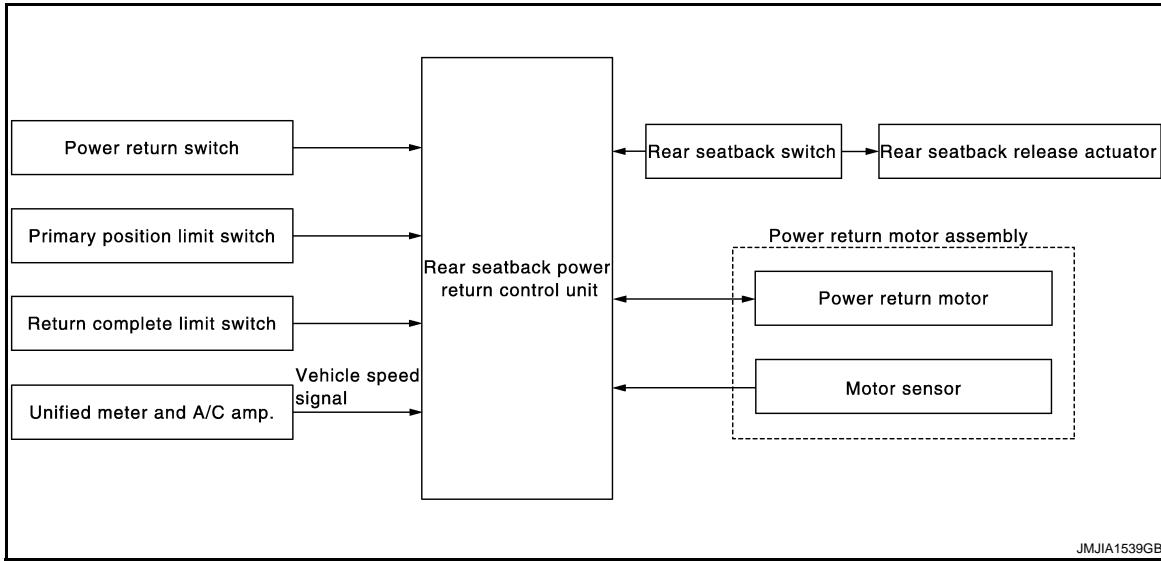 Power return switch
Primary position limit switch
Return complete limit switch
Unified meter and A/C amp.
Vehicle speed
signal
Rear seatback power
return control unit
Rear seatback switch
Rear seatback release actuator
Power return motor assembly
Power return motor
Motor sensor
JMJIA1539GB